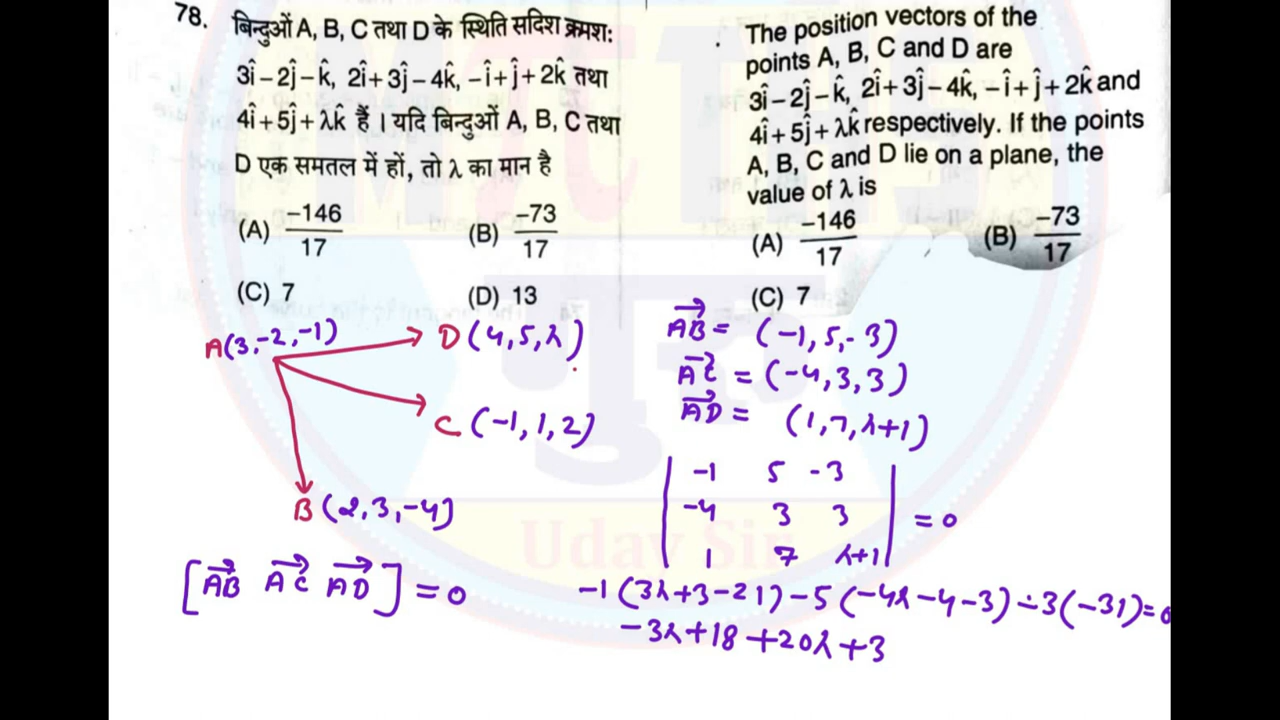 78. बिन्दुओं A, B, C तथा D के स्थिति सदिश क्रमश:
3î – 2ĵ – k̂, 2î + 3ĵ – 4k̂, –î + ĵ + 2k̂ तथा
4î + 5ĵ + λk̂ हैं । यदि बिन्दुओं A, B, C तथा
D एक समतल में हों, तो λ का मान है
(A) –146/17 (B) –73/17
(C) 7 (D) 13
The position vectors of the
points A, B, C and D are
3î – 2ĵ – k̂, 2î + 3ĵ – 4k̂, – î + ĵ + 2k̂ and
4î + 5ĵ + λk̂ respectively. If the points
A, B, C and D lie on a plane, the
value of λ is
(A) –146/17 (B) –73/17
(C) 7
A(3,-2,-1)
D (4,5,λ)
C (-1,1,2)
B (2,3,-4)
[AB⃗ AC⃗ AD⃗] = 0
AB⃗ = (-1,5,-3)
AC⃗ = (-4,3,3)
AD⃗ = (1,7,λ+1)
| -1 5 -3 |
| -4 3 3 | = 0
| 1 7 λ+1 |
-1(3λ+3-21) -5(-4λ-4-3) -3(-31)=0
-3λ+18+20λ+3
MATHS
गुरु
Uday Sir